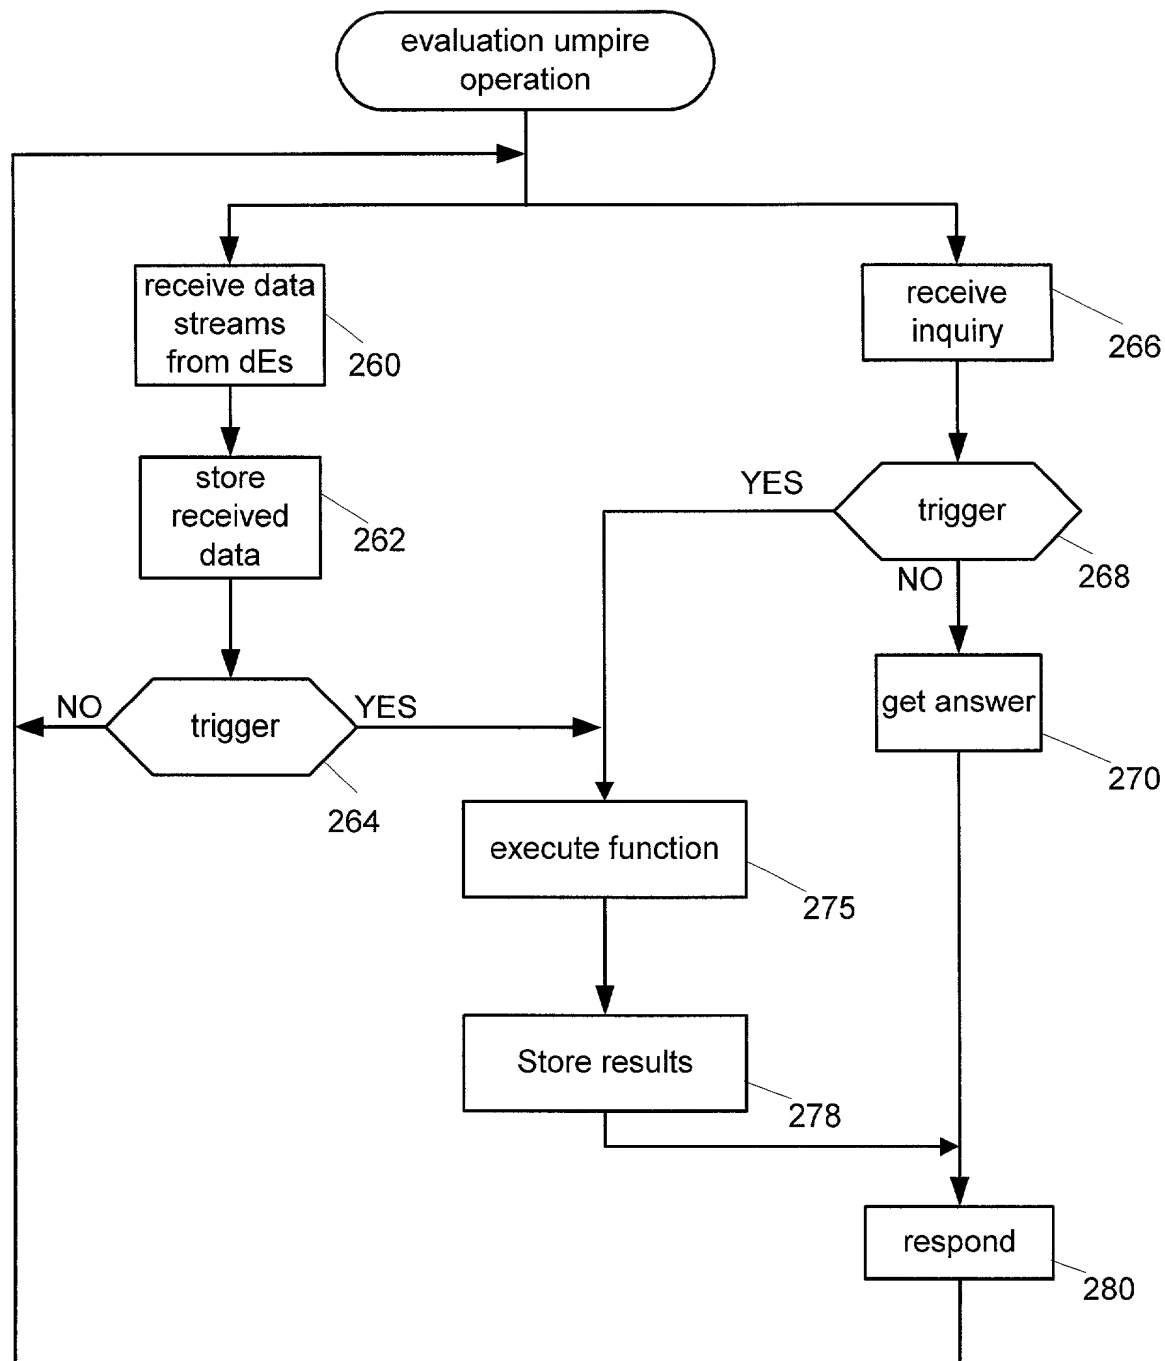 evaluation umpire
operation
receive data
streams
from dEs
260
receive
inquiry
266
store
received
data
262
YES
trigger
268
NO
NO
trigger
YES
264
get answer
270
execute function
275
Store results
278
respond
280